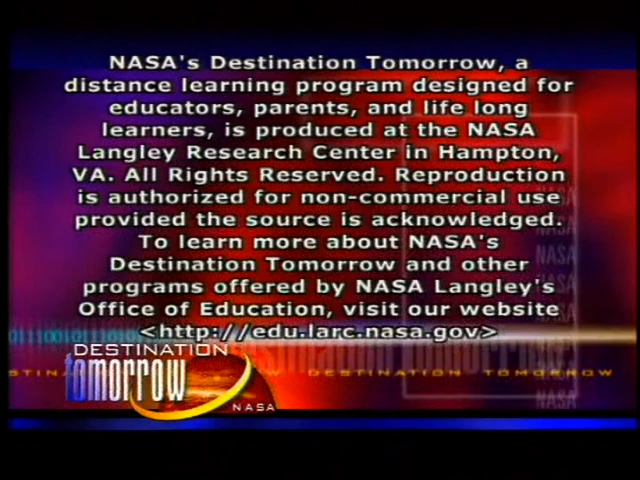 NASA's Destination Tomorrow, a
distance learning program designed for
educators, parents, and life long
learners, is produced at the NASA
Langley Research Center in Hampton,
VA. All Rights Reserved. Reproduction
is authorized for non-commercial use
provided the source is acknowledged.
To learn more about NASA's
Destination Tomorrow and other
programs offered by NASA Langley's
Office of Education, visit our website
<http://edu.larc.nasa.gov>
DESTINATION
tomorrow
NASA
DESTINATION TOMORROW
NASA
NASA
NASA